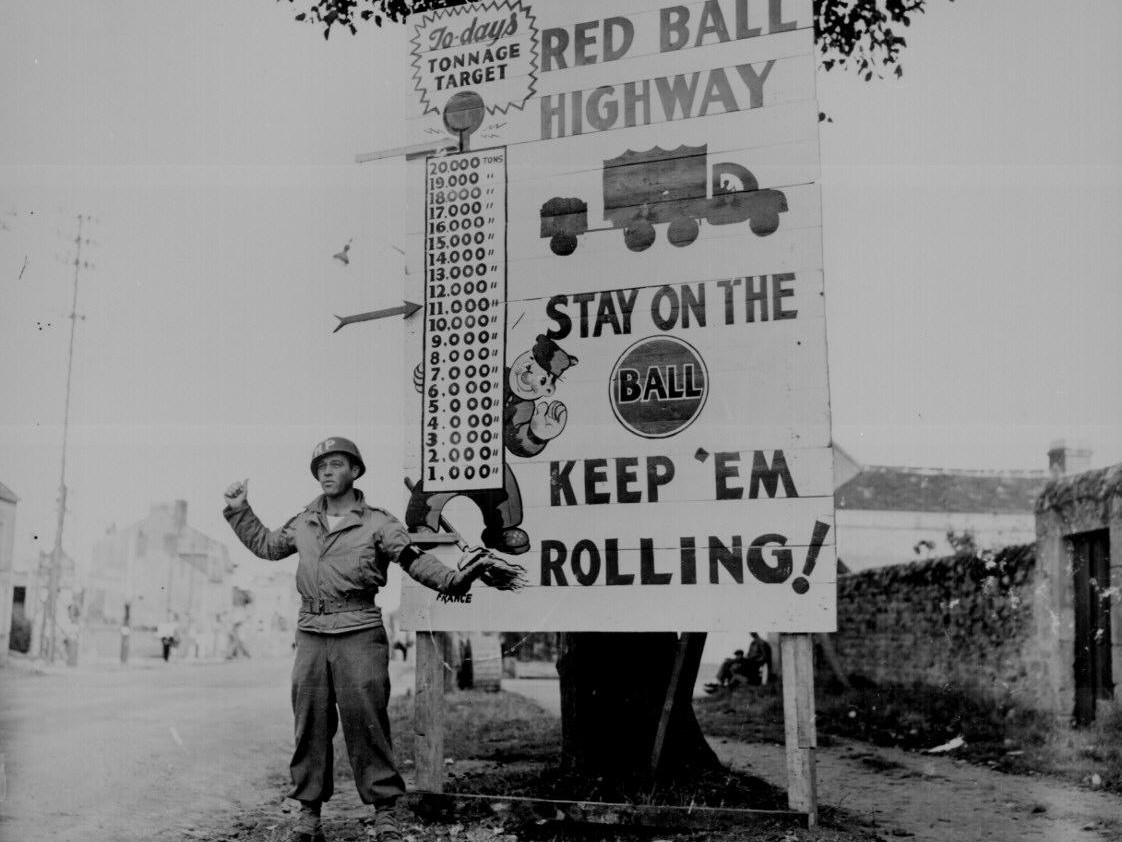 To-day's
TONNAGE
TARGET
RED BALL
HIGHWAY
20.000 TONS
19.000 "
18.000 "
17.000 "
16.000 "
15.000 "
14.000 "
13.000 "
12.000 "
11.000 "
10.000 "
9.000 "
8.000 "
7.000 "
6.000 "
5.000 "
4.000 "
3.000 "
2.000 "
1.000 "
STAY ON THE
BALL
KEEP 'EM
ROLLING!
MP
FRANCE